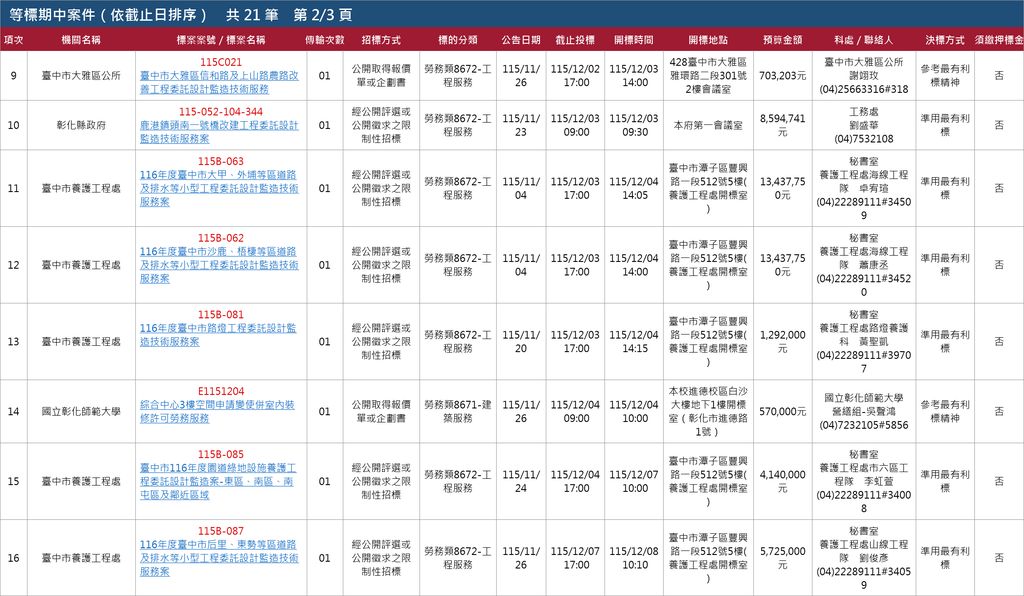 等標期中案件（依截止日排序）　共 21 筆　第 2/3 頁
項次 機關名稱 標案案號 / 標案名稱 傳輸次數 招標方式 標的分類 公告日期 截止投標 開標時間 開標地點 預算金額 科處 / 聯絡人 決標方式 須繳押標金
9 臺中市大雅區公所 115C021 臺中市大雅區信和路及上山路農路改善工程委託設計監造技術服務 01 公開取得報價單或企劃書 勞務類8672-工程服務 115/11/26 115/12/02 17:00 115/12/03 14:00 428臺中市大雅區雅環路二段301號2樓會議室 703,203元 臺中市大雅區公所 謝翊玫 (04)25663316#318 參考最有利標精神 否
10 彰化縣政府 115-052-104-344 鹿港鎮頭南一號橋改建工程委託設計監造技術服務案 01 經公開評選或公開徵求之限制性招標 勞務類8672-工程服務 115/11/23 115/12/03 09:00 115/12/03 09:30 本府第一會議室 8,594,741元 工務處 劉盛華 (04)7532108 準用最有利標 否
11 臺中市養護工程處 115B-063 116年度臺中市大甲、外埔等區道路及排水等小型工程委託設計監造技術服務案 01 經公開評選或公開徵求之限制性招標 勞務類8672-工程服務 115/11/04 115/12/03 17:00 115/12/04 14:05 臺中市潭子區豐興路一段512號5樓(養護工程處開標室) 13,437,750元 秘書室 養護工程處海線工程隊　卓宥瑄 (04)22289111#34509 準用最有利標 否
12 臺中市養護工程處 115B-062 116年度臺中市沙鹿、梧棲等區道路及排水等小型工程委託設計監造技術服務案 01 經公開評選或公開徵求之限制性招標 勞務類8672-工程服務 115/11/04 115/12/03 17:00 115/12/04 14:00 臺中市潭子區豐興路一段512號5樓(養護工程處開標室) 13,437,750元 秘書室 養護工程處海線工程隊　蕭康丞 (04)22289111#34520 準用最有利標 否
13 臺中市養護工程處 115B-081 116年度臺中市路燈工程委託設計監造技術服務案 01 經公開評選或公開徵求之限制性招標 勞務類8672-工程服務 115/11/20 115/12/03 17:00 115/12/04 14:15 臺中市潭子區豐興路一段512號5樓(養護工程處開標室) 1,292,000元 秘書室 養護工程處路燈養護科　黃聖凱 (04)22289111#39707 準用最有利標 否
14 國立彰化師範大學 E1151204 綜合中心3樓空間申請變使併室內裝修許可勞務服務 01 公開取得報價單或企劃書 勞務類8671-建築服務 115/11/26 115/12/04 09:00 115/12/04 10:00 本校進德校區白沙大樓地下1樓開標室（彰化市進德路1號） 570,000元 國立彰化師範大學 營繕組-吳聲鴻 (04)7232105#5856 參考最有利標精神 否
15 臺中市養護工程處 115B-085 臺中市116年度園道綠地設施養護工程委託設計監造案-東區、南區、南屯區及鄰近區域 01 經公開評選或公開徵求之限制性招標 勞務類8672-工程服務 115/11/24 115/12/04 17:00 115/12/07 10:00 臺中市潭子區豐興路一段512號5樓(養護工程處開標室) 4,140,000元 秘書室 養護工程處市六區工程隊　李虹萱 (04)22289111#34008 準用最有利標 否
16 臺中市養護工程處 115B-087 116年度臺中市后里、東勢等區道路及排水等小型工程委託設計監造技術服務案 01 經公開評選或公開徵求之限制性招標 勞務類8672-工程服務 115/11/26 115/12/07 17:00 115/12/08 10:10 臺中市潭子區豐興路一段512號5樓(養護工程處開標室) 5,725,000元 秘書室 養護工程處山線工程隊　劉俊彥 (04)22289111#34059 準用最有利標 否